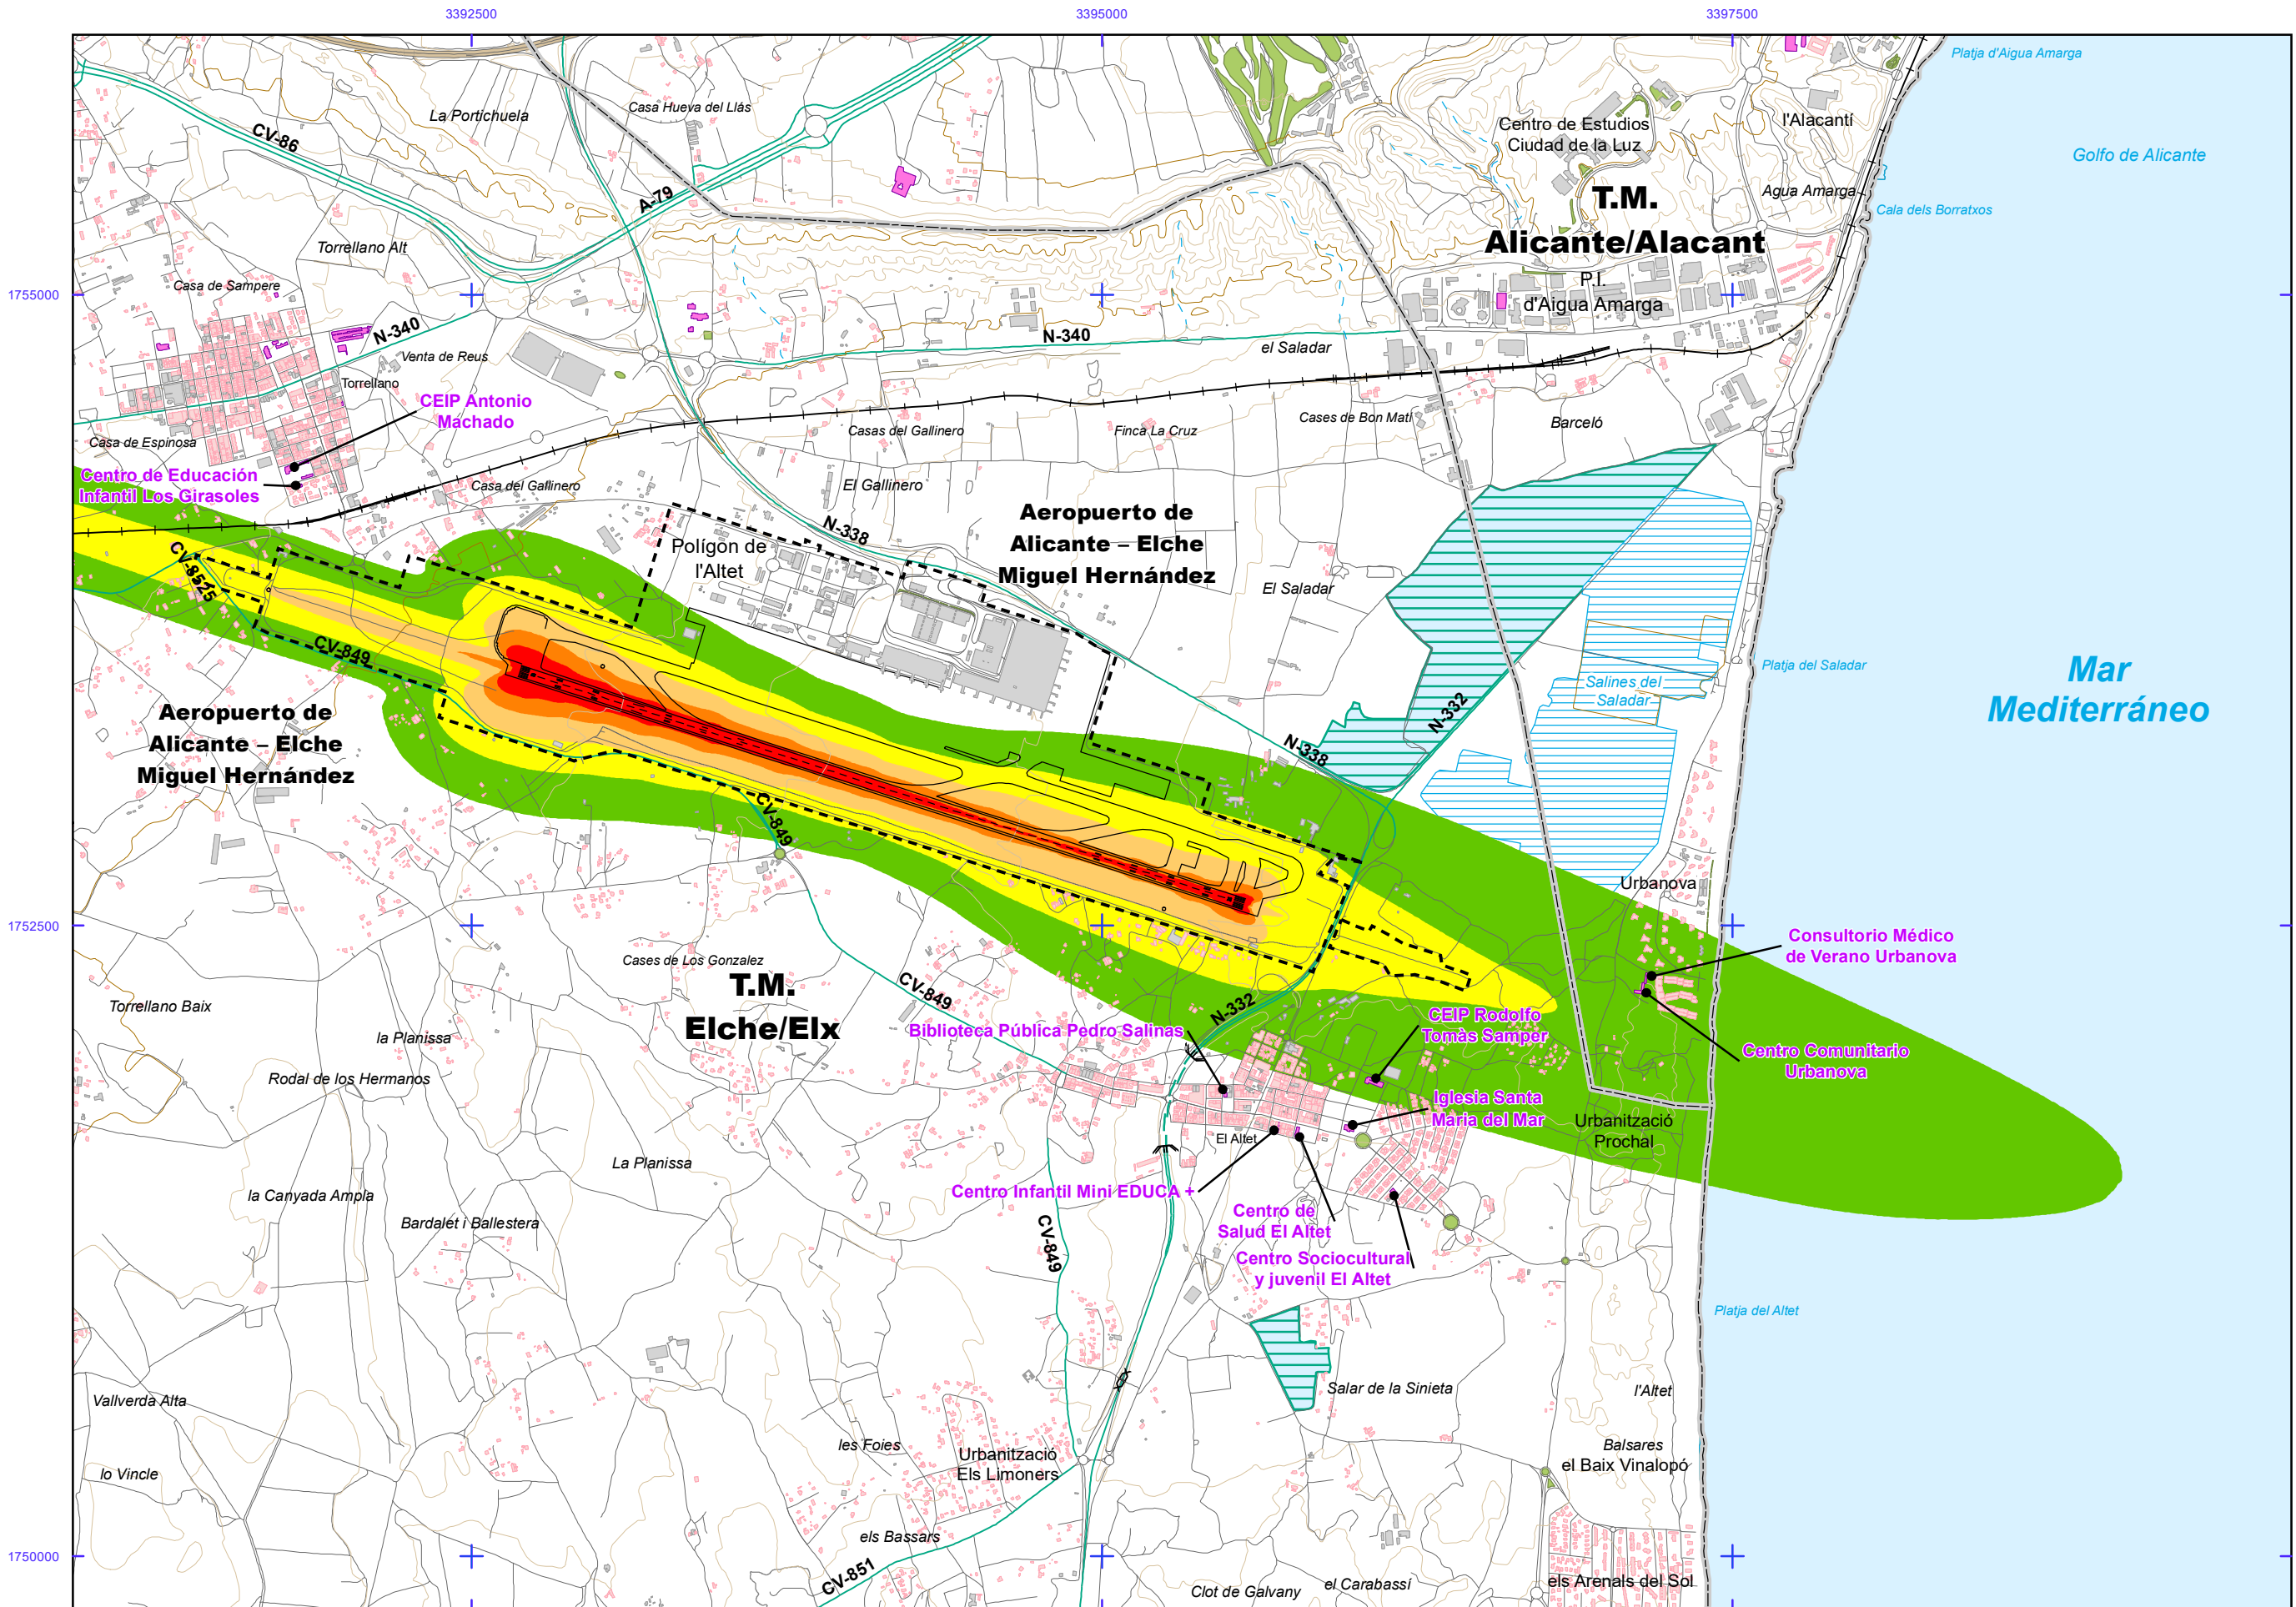 3392500
3395000
3397500
Platja d'Aigua Amarga
La Portichuela
Casa Hueva del Llás
Centro de Estudios
Ciudad de la Luz
l'Alacantí
CV-86
Golfo de Alicante
A-79
T.M.
Alicante/Alacant
Agua Amarga
Cala dels Borratxos
Torrellano Alt
Casa de Sampere
P.I.
d'Aigua Amarga
1755000
N-340
N-340
el Saladar
Venta de Reus
Torrellano
CEIP Antonio
Machado
Casa de Espinosa
Casas del Gallinero
Finca La Cruz
Cases de Bon Matí
Barceló
Centro de Educación
Infantil Los Girasoles
Casa del Gallinero
El Gallinero
N-338
Aeropuerto de
Alicante – Elche
Miguel Hernández
Polígon de
l'Altet
CV-8525
El Saladar
CV-849
Platja del Saladar
Mar
Mediterráneo
Salines del
Saladar
N-332
Aeropuerto de
Alicante – Elche
Miguel Hernández
N-338
CV-849
Urbanova
1752500
Consultorio Médico
de Verano Urbanova
Cases de Los Gonzalez
T.M.
Elche/Elx
CV-849
N-332
Torrellano Baix
la Planissa
Biblioteca Pública Pedro Salinas
CEIP Rodolfo
Tomàs Samper
Centro Comunitario
Urbanova
Rodal de los Hermanos
Iglesia Santa
Maria del Mar
Urbanització
Prochal
El Altet
La Planissa
la Canyada Ampla
Centro Infantil Mini EDUCA +
Bardalet i Ballestera
Centro de
Salud El Altet
CV-849
Centro Sociocultural
y juvenil El Altet
Platja del Altet
Vallverda Alta
Salar de la Sinieta
l'Altet
les Foies
Urbanització
Els Limoners
Balsares
el Baix Vinalopó
lo Vincle
els Bassars
1750000
CV-851
Clot de Galvany
el Carabassí
els Arenals del Sol